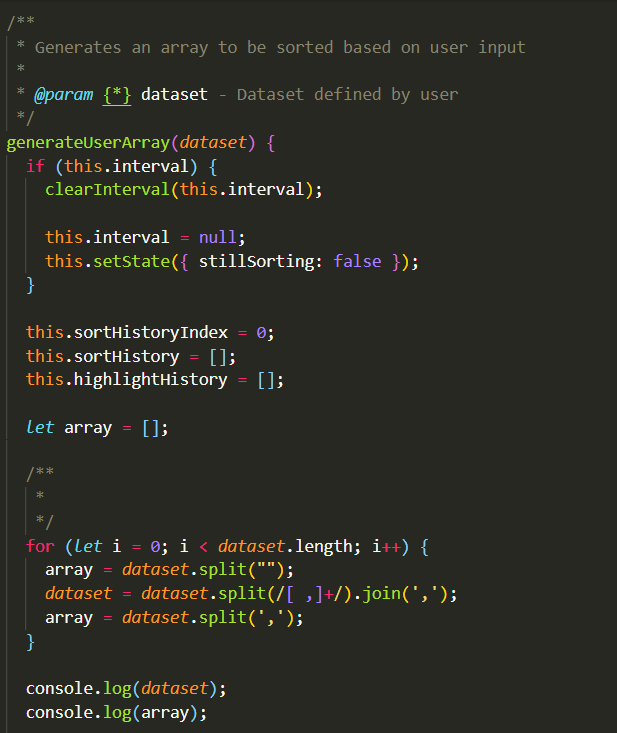 /**
 * Generates an array to be sorted based on user input
 *
 * @param {*} dataset - Dataset defined by user
 */
generateUserArray(dataset) {
  if (this.interval) {
    clearInterval(this.interval);

    this.interval = null;
    this.setState({ stillSorting: false });
  }

  this.sortHistoryIndex = 0;
  this.sortHistory = [];
  this.highlightHistory = [];

  let array = [];

  /**
   *
   */
  for (let i = 0; i < dataset.length; i++) {
    array = dataset.split("");
    dataset = dataset.split(/[ ,]+/).join(',');
    array = dataset.split(',');
  }

  console.log(dataset);
  console.log(array);